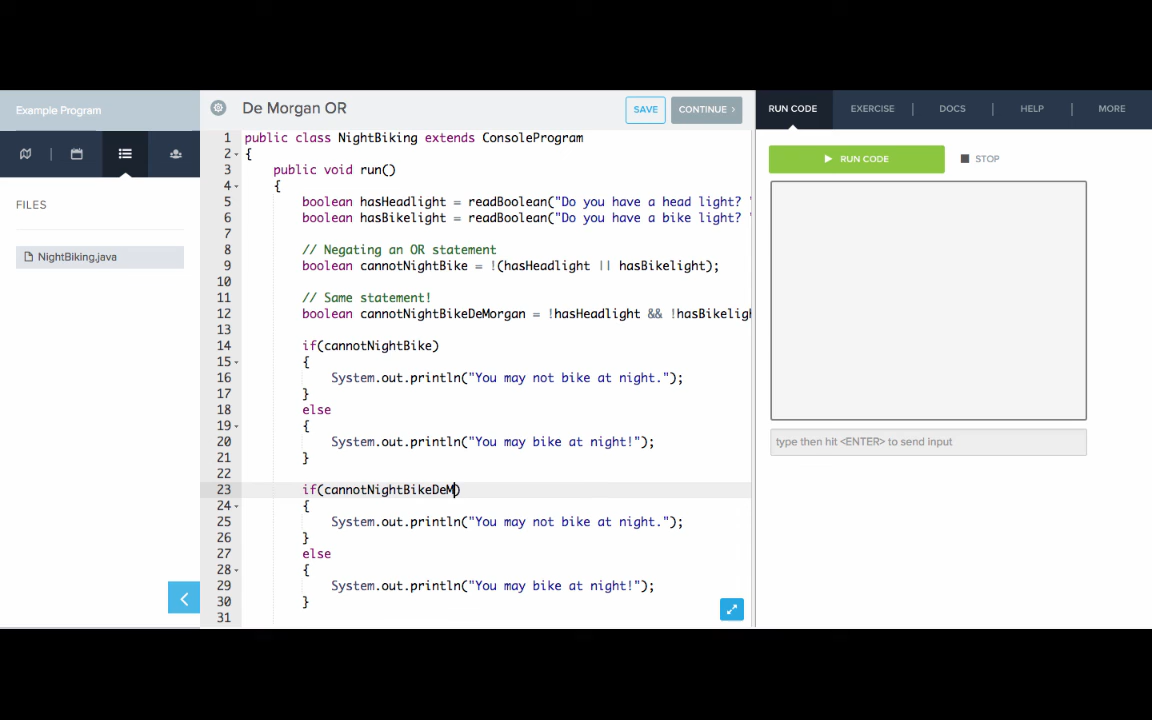 Example Program
De Morgan OR
SAVE
CONTINUE ›
RUN CODE
EXERCISE
DOCS
HELP
MORE
FILES
NightBiking.java
RUN CODE
STOP
type then hit <ENTER> to send input
1 public class NightBiking extends ConsoleProgram
2 {
3 public void run()
4 {
5 boolean hasHeadlight = readBoolean("Do you have a head light? "
6 boolean hasBikelight = readBoolean("Do you have a bike light? "
7
8 // Negating an OR statement
9 boolean cannotNightBike = !(hasHeadlight || hasBikelight);
10
11 // Same statement!
12 boolean cannotNightBikeDeMorgan = !hasHeadlight && !hasBikeligh
13
14 if(cannotNightBike)
15 {
16 System.out.println("You may not bike at night.");
17 }
18 else
19 {
20 System.out.println("You may bike at night!");
21 }
22
23 if(cannotNightBikeDeM)
24 {
25 System.out.println("You may not bike at night.");
26 }
27 else
28 {
29 System.out.println("You may bike at night!");
30 }
31